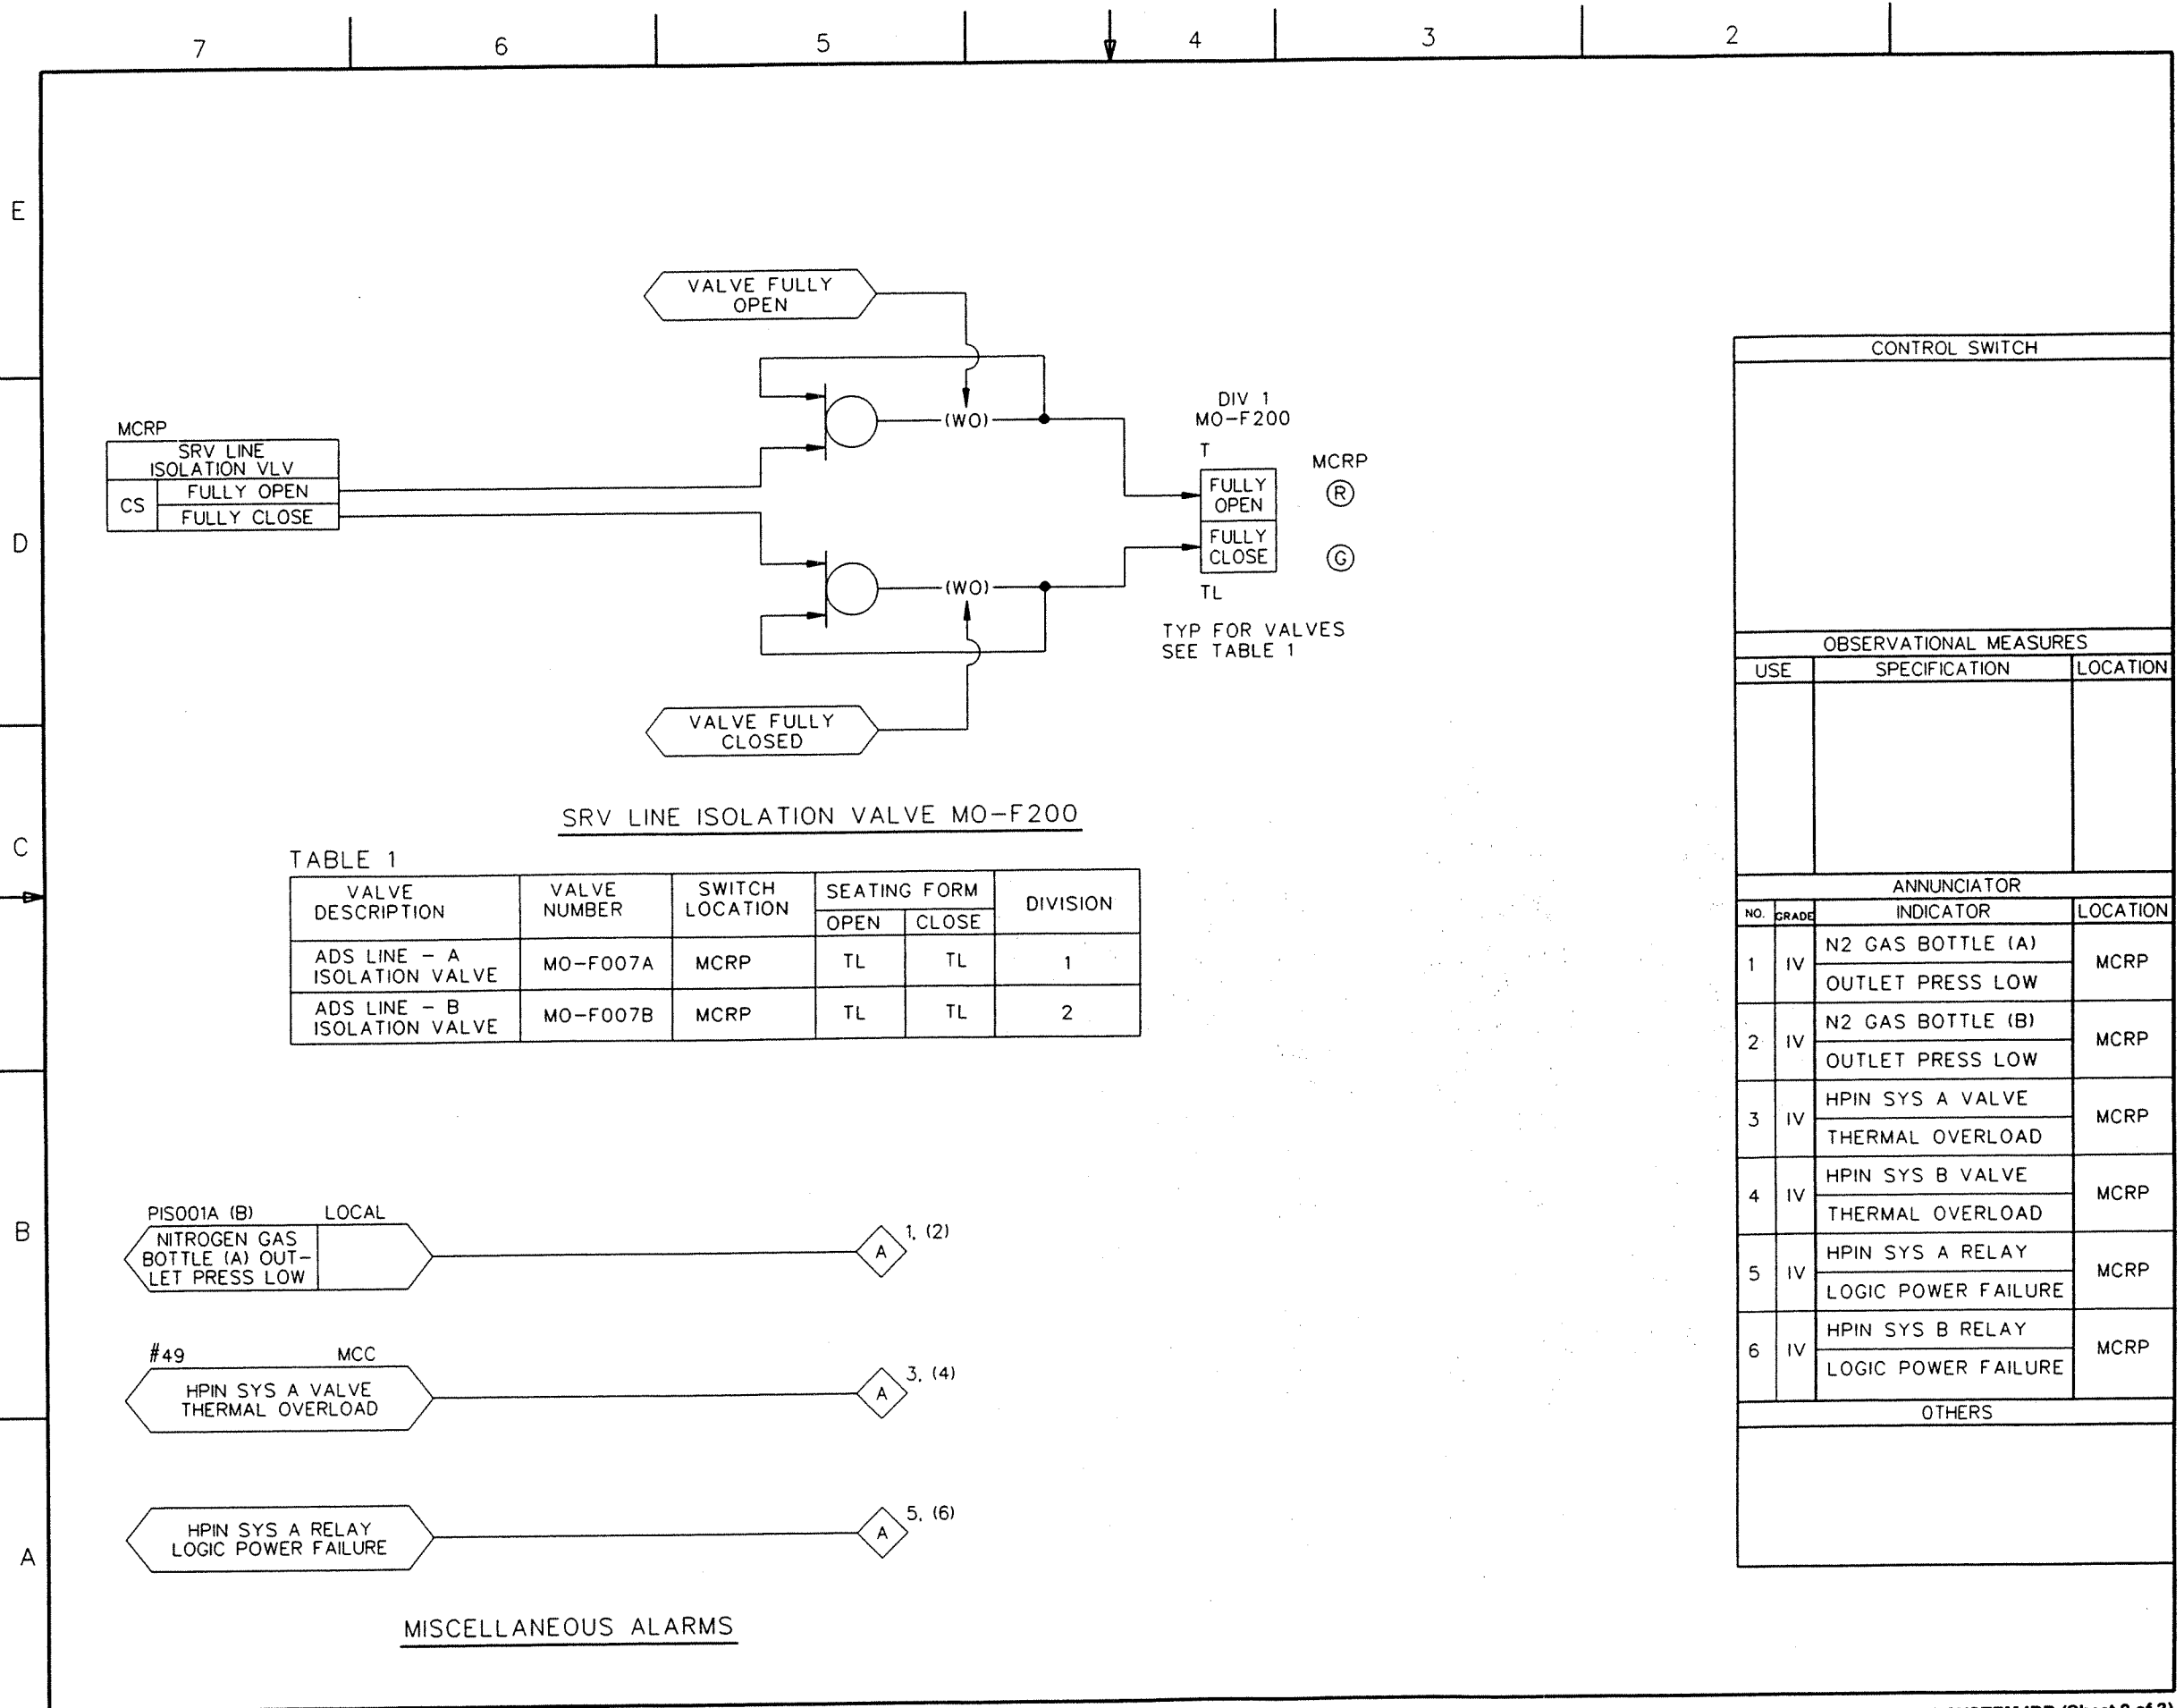 7 6 5 4 3 2
E
D
C
B
A
VALVE FULLY
OPEN
MCRP
SRV LINE
ISOLATION VLV
CS
FULLY OPEN
FULLY CLOSE
(WO)
(WO)
DIV 1
MO-F200
T
FULLY
OPEN
FULLY
CLOSE
TL
MCRP
R
G
TYP FOR VALVES
SEE TABLE 1
VALVE FULLY
CLOSED
SRV LINE ISOLATION VALVE MO-F200
TABLE 1
VALVE
DESCRIPTION
VALVE
NUMBER
SWITCH
LOCATION
SEATING FORM
OPEN CLOSE
DIVISION
ADS LINE - A
ISOLATION VALVE
MO-F007A MCRP TL TL 1
ADS LINE - B
ISOLATION VALVE
MO-F007B MCRP TL TL 2
PIS001A (B) LOCAL
NITROGEN GAS
BOTTLE (A) OUT-
LET PRESS LOW
A 1, (2)
#49 MCC
HPIN SYS A VALVE
THERMAL OVERLOAD
A 3, (4)
HPIN SYS A RELAY
LOGIC POWER FAILURE
A 5, (6)
MISCELLANEOUS ALARMS
CONTROL SWITCH
OBSERVATIONAL MEASURES
USE SPECIFICATION LOCATION
ANNUNCIATOR
NO. GRADE INDICATOR LOCATION
1 IV N2 GAS BOTTLE (A)
OUTLET PRESS LOW
MCRP
2 IV N2 GAS BOTTLE (B)
OUTLET PRESS LOW
MCRP
3 IV HPIN SYS A VALVE
THERMAL OVERLOAD
MCRP
4 IV HPIN SYS B VALVE
THERMAL OVERLOAD
MCRP
5 IV HPIN SYS A RELAY
LOGIC POWER FAILURE
MCRP
6 IV HPIN SYS B RELAY
LOGIC POWER FAILURE
MCRP
OTHERS